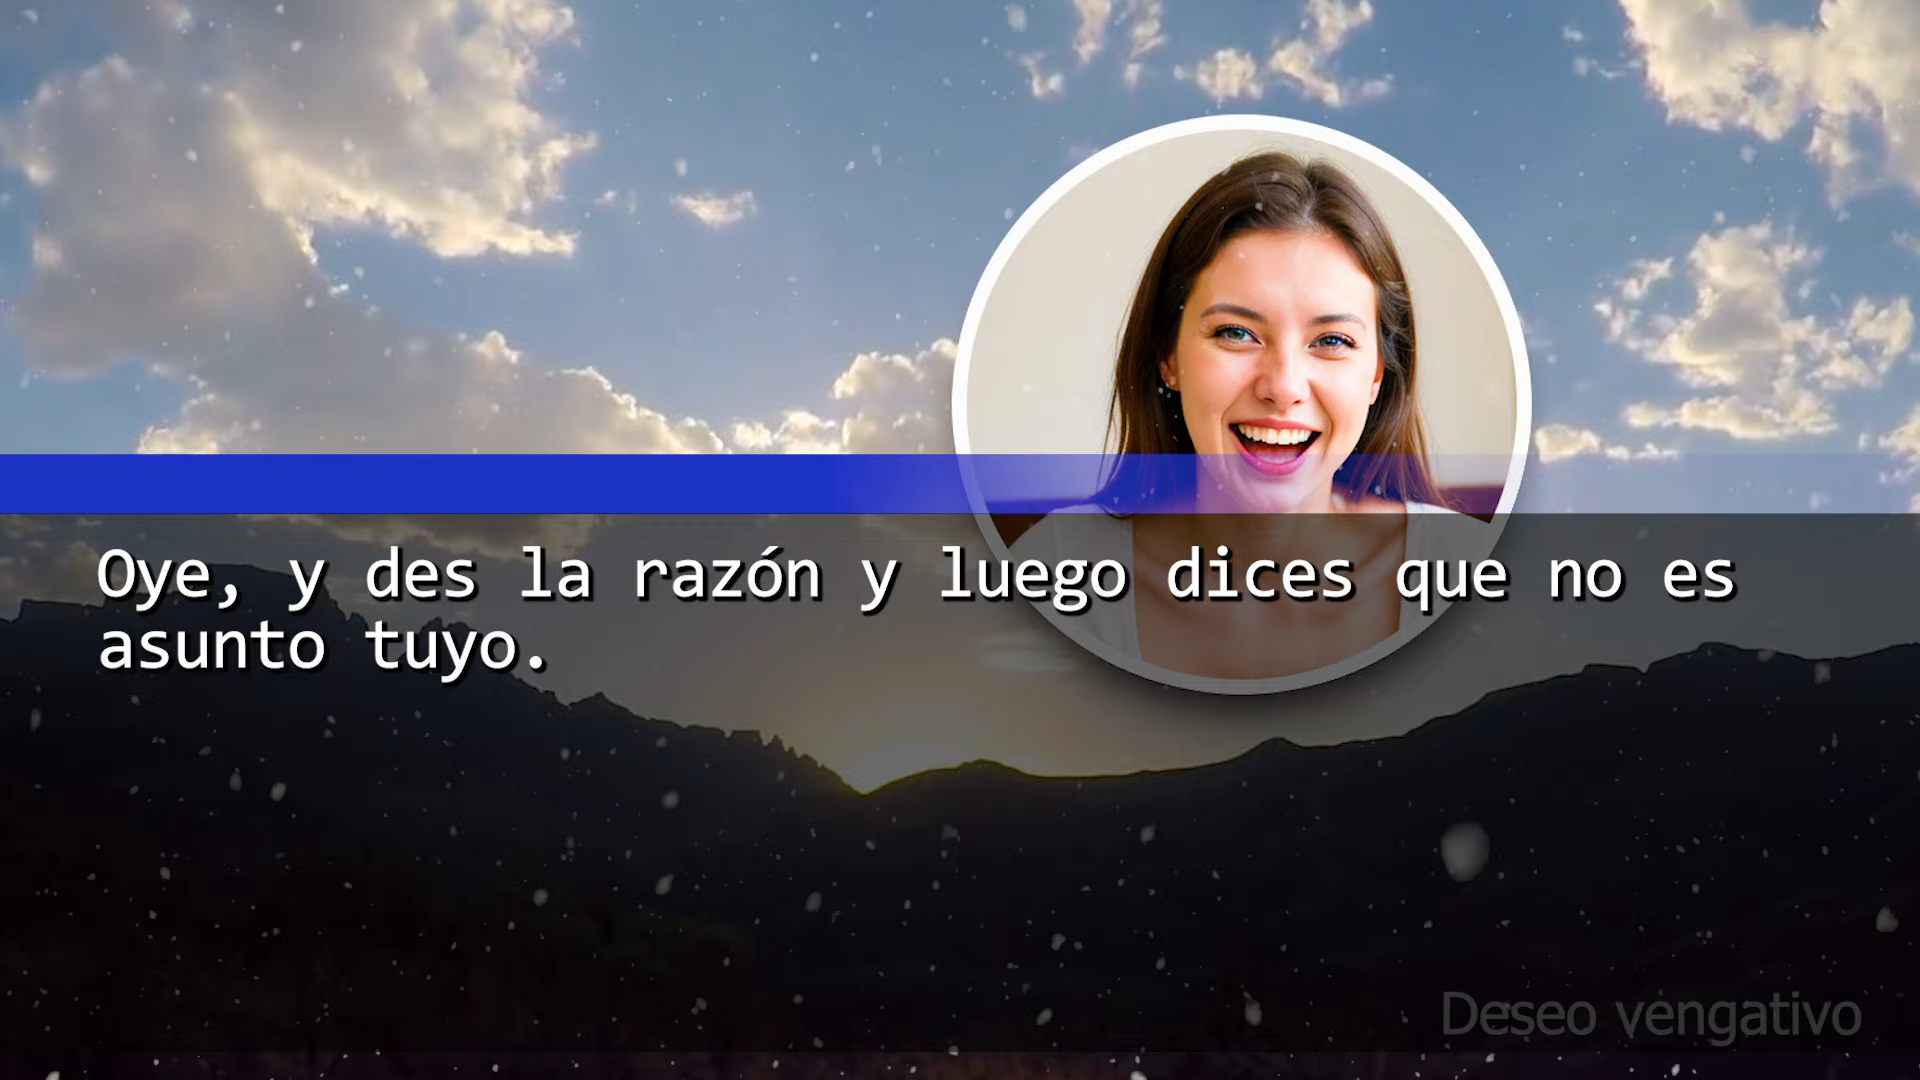 Oye, y des la razón y luego dices que no es
asunto tuyo.
Deseo vengativo